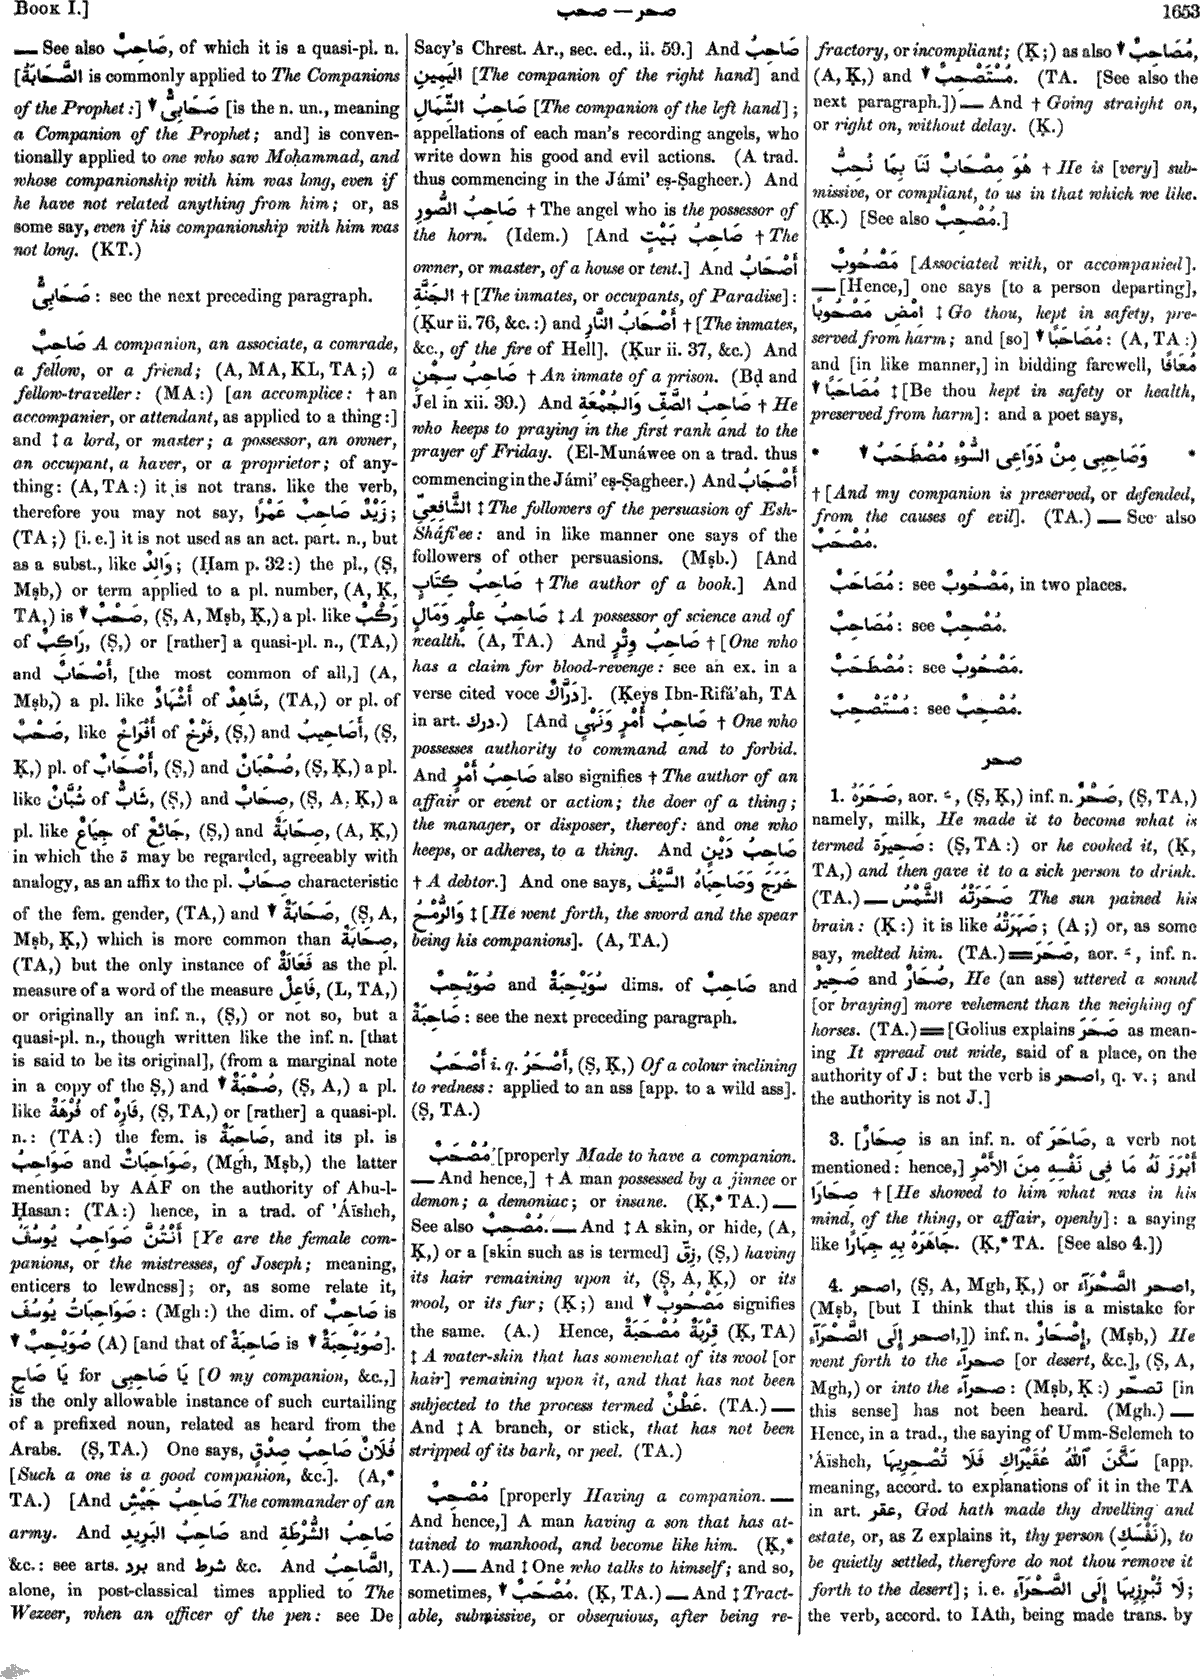 BOOK I.]
صحب — صحر
1653
— See also صَاحِبٌ, of which it is a quasi-pl. n.
[الصَّحَابَةُ is commonly applied to The Companions
of the Prophet:] ▼ صَحَابِىٌّ [is the n. un., meaning
a Companion of the Prophet; and] is conven-
tionally applied to one who saw Moḥammad, and
whose companionship with him was long, even if
he have not related anything from him; or, as
some say, even if his companionship with him was
not long. (KT.)
صَحَابِىٌّ: see the next preceding paragraph.
صَاحِبٌ A companion, an associate, a comrade,
a fellow, or a friend; (A, MA, KL, TA;) a
fellow-traveller: (MA:) [an accomplice: † an
accompanier, or attendant, as applied to a thing:]
and ‡ a lord, or master; a possessor, an owner,
an occupant, a haver, or a proprietor; of any-
thing: (A, TA:) it is not trans. like the verb,
therefore you may not say, زَيْدٌ صَاحِبٌ عَمْرًا;
(TA;) [i. e.] it is not used as an act. part. n., but
as a subst., like وَالِدٌ; (Ḥam p. 32:) the pl., (Ṣ,
Mṣb,) or term applied to a pl. number, (A, Ḳ,
TA,) is ▼ صَحْبٌ, (Ṣ, A, Mṣb, Ḳ,) a pl. like رَكْبٌ
of رَاكِبٌ, (Ṣ,) or [rather] a quasi-pl. n., (TA,)
and أَصْحَابٌ, [the most common of all,] (A,
Mṣb,) a pl. like أَشْهَادٌ of شَاهِدٌ, (TA,) or pl. of
صَحْبٌ, like أَفْرَاخٌ of فَرْخٌ, (Ṣ,) and أَصَاحِيبُ, (Ṣ,
Ḳ,) pl. of أَصْحَابٌ, (Ṣ,) and صُحْبَانٌ, (Ṣ, Ḳ,) a pl.
like شُبَّانٌ of شَابٌّ, (Ṣ,) and صِحَابٌ, (Ṣ, A, Ḳ,) a
pl. like جِيَاعٌ of جَائِعٌ, (Ṣ,) and صِحَابَةٌ, (A, Ḳ,)
in which the ة may be regarded, agreeably with
analogy, as an affix to the pl. صِحَابٌ characteristic
of the fem. gender, (TA,) and ▼ صَحَابَةٌ, (Ṣ, A,
Mṣb, Ḳ,) which is more common than صِحَابَةٌ,
(TA,) but the only instance of فَعَالَةٌ as the pl.
measure of a word of the measure فَاعِلٌ, (L, TA,)
or originally an inf. n., (Ṣ,) or not so, but a
quasi-pl. n., though written like the inf. n. [that
is said to be its original], (from a marginal note
in a copy of the Ṣ,) and ▼ صُحْبَةٌ, (Ṣ, A,) a pl.
like فُرْهَةٌ of فَارِهٌ, (Ṣ, TA,) or [rather] a quasi-pl.
n.: (TA:) the fem. is صَاحِبَةٌ, and its pl. is
صَوَاحِبُ and صَوَاحِبَاتٌ, (Mgh, Mṣb,) the latter
mentioned by AAF on the authority of Abu-l-
Ḥasan: (TA:) hence, in a trad. of 'Áïsheh,
أَنْتُنَّ صَوَاحِبُ يُوسُفَ [Ye are the female com-
panions, or the mistresses, of Joseph; meaning,
enticers to lewdness]; or, as some relate it,
صَوَاحِبَاتُ يُوسُفَ: (Mgh:) the dim. of صَاحِبٌ is
▼ صُوَيْحِبٌ (A) [and that of صَاحِبَةٌ is ▼ صُوَيْحِبَةٌ].
يَا صَاحِ for يَا صَاحِبِى [O my companion, &c.,]
is the only allowable instance of such curtailing
of a prefixed noun, related as heard from the
Arabs. (Ṣ, TA.) One says, فُلَانٌ صَاحِبُ صِدْقٍ
[Such a one is a good companion, &c.]. (A,*
TA.) [And صَاحِبُ جَيْشٍ The commander of an
army. And صَاحِبُ البَرِيدِ and صَاحِبُ الشُّرْطَةِ
&c.: see arts. برد and شرط &c. And الصَّاحِبُ,
alone, in post-classical times applied to The
Wezeer, when an officer of the pen: see De
Sacy's Chrest. Ar., sec. ed., ii. 59.] And صَاحِبُ
اليَمِينِ [The companion of the right hand] and
صَاحِبُ الشِّمَالِ [The companion of the left hand];
appellations of each man's recording angels, who
write down his good and evil actions. (A trad.
thus commencing in the Jámi' eṣ-Ṣagheer.) And
صَاحِبُ الصُّورِ † The angel who is the possessor of
the horn. (Idem.) [And صَاحِبُ بَيْتٍ † The
owner, or master, of a house or tent.] And أَصْحَابُ
الجَنَّةِ † [The inmates, or occupants, of Paradise]:
(Ḳur ii. 76, &c.:) and أَصْحَابُ النَّارِ † [The inmates,
&c., of the fire of Hell]. (Ḳur ii. 37, &c.) And
صَاحِبُ سِجْنٍ † An inmate of a prison. (Bḍ and
Jel in xii. 39.) And صَاحِبُ الصَّفِّ وَالجُمْعَةِ † He
who keeps to praying in the first rank and to the
prayer of Friday. (El-Munáwee on a trad. thus
commencing in the Jámi' eṣ-Ṣagheer.) And أَصْحَابُ
الشَّافِعِىِّ ‡ The followers of the persuasion of Esh-
Sháfi'ee: and in like manner one says of the
followers of other persuasions. (Mṣb.) [And
صَاحِبُ كِتَابٍ † The author of a book.] And
صَاحِبُ عِلْمٍ وَمَالٍ ‡ A possessor of science and of
wealth. (A, TA.) And صَاحِبُ وِتْرٍ † [One who
has a claim for blood-revenge: see an ex. in a
verse cited voce دَرَّاكٌ]. (Ḳeys Ibn-Rifá'ah, TA
in art. درك.) [And صَاحِبُ أَمْرٍ وَنَهْىٍ † One who
possesses authority to command and to forbid.
And صَاحِبُ أَمْرٍ also signifies † The author of an
affair or event or action; the doer of a thing;
the manager, or disposer, thereof: and one who
keeps, or adheres, to a thing. And صَاحِبُ دَيْنٍ
† A debtor.] And one says, خَرَجَ وَصَاحِبَاهُ السَّيْفُ
وَالرُّمْحُ ‡ [He went forth, the sword and the spear
being his companions]. (A, TA.)
صُوَيْحِبٌ and صُوَيْحِبَةٌ dims. of صَاحِبٌ and
صَاحِبَةٌ: see the next preceding paragraph.
أَصْحَبُ i. q. أَصْحَرُ, (Ṣ, Ḳ,) Of a colour inclining
to redness: applied to an ass [app. to a wild ass].
(Ṣ, TA.)
مُصْحَبٌ [properly Made to have a companion.
— And hence,] † A man possessed by a jinnee or
demon; a demoniac; or insane. (Ḳ,* TA.) —
See also مُصْحِبٌ. — And ‡ A skin, or hide, (A,
Ḳ,) or a [skin such as is termed] زِقّ, (Ṣ,) having
its hair remaining upon it, (Ṣ, A, Ḳ,) or its
wool, or its fur; (Ḳ;) and ▼ مَصْحُوبٌ signifies
the same. (A.) Hence, قِرْبَةٌ مُصْحَبَةٌ (Ḳ, TA)
‡ A water-skin that has somewhat of its wool [or
hair] remaining upon it, and that has not been
subjected to the process termed عَطْنٌ. (TA.) —
And ‡ A branch, or stick, that has not been
stripped of its bark, or peel. (TA.)
مُصْحِبٌ [properly Having a companion. —
And hence,] A man having a son that has at-
tained to manhood, and become like him. (Ḳ,*
TA.) — And ‡ One who talks to himself; and so,
sometimes, ▼ مُصْحَبٌ. (Ḳ, TA.) — And ‡ Tract-
able, submissive, or obsequious, after being re-
fractory, or incompliant; (Ḳ;) as also ▼ مُصَاحِبٌ,
(A, Ḳ,) and ▼ مُسْتَصْحِبٌ. (TA. [See also the
next paragraph.]) — And † Going straight on,
or right on, without delay. (Ḳ.)
هُوَ مِصْحَابٌ لَنَا بِمَا نُحِبُّ † He is [very] sub-
missive, or compliant, to us in that which we like.
(Ḳ.) [See also مُصْحِبٌ.]
مَصْحُوبٌ [Associated with, or accompanied].
— [Hence,] one says [to a person departing],
اِمْضِ مَصْحُوبًا ‡ Go thou, kept in safety, pre-
served from harm; and [so] ▼ مُصَاحَبًا: (A, TA:)
and [in like manner,] in bidding farewell, مُعَافًا
▼ مُصَاحَبًا ‡ [Be thou kept in safety or health,
preserved from harm]: and a poet says,
* وَصَاحِبِى مِنْ دَوَاعِى السُّوْءِ مُصْطَحَبُ ▼ *
† [And my companion is preserved, or defended,
from the causes of evil]. (TA.) — See also
مُصْحَبٌ.
مُصَاحَبٌ: see مَصْحُوبٌ, in two places.
مُصَاحِبٌ: see مُصْحِبٌ.
مُصْطَحَبٌ: see مَصْحُوبٌ.
مُسْتَصْحِبٌ: see مُصْحِبٌ.
صحر
1. صَحَرَهُ, aor. ـَ, (Ṣ, Ḳ,) inf. n. صَحْرٌ, (Ṣ, TA,)
namely, milk, He made it to become what is
termed صَحِيرَة: (Ṣ, TA:) or he cooked it, (Ḳ,
TA,) and then gave it to a sick person to drink.
(TA.) — صَحَرَتْهُ الشَّمْسُ The sun pained his
brain: (Ḳ:) it is like صَهَرَتْهُ; (A;) or, as some
say, melted him. (TA.) = صَحَرَ, aor. ـَ, inf. n.
صَحِيرٌ and صُحَارٌ, He (an ass) uttered a sound
[or braying] more vehement than the neighing of
horses. (TA.) = [Golius explains صَحَرَ as mean-
ing It spread out wide, said of a place, on the
authority of J: but the verb is اصحر, q. v.; and
the authority is not J.]
3. [صِحَارٌ is an inf. n. of صَاحَرَ, a verb not
mentioned: hence,] أَبْرَزَ لَهُ مَا فِى نَفْسِهِ مِنَ الأَمْرِ
صِحَارًا † [He showed to him what was in his
mind, of the thing, or affair, openly]: a saying
like جَاهَرَهُ بِهِ جِهَارًا. (Ḳ,* TA. [See also 4.])
4. اصحر, (Ṣ, A, Mgh, Ḳ,) or اصحر الصَّحْرَآءَ,
(Mṣb, [but I think that this is a mistake for
اصحر إِلَى الصَّحْرَآءِ,]) inf. n. إِصْحَارٌ, (Mṣb,) He
went forth to the صحرآء [or desert, &c.], (Ṣ, A,
Mgh,) or into the صحرآء: (Mṣb, Ḳ:) تصحّر [in
this sense] has not been heard. (Mgh.) —
Hence, in a trad., the saying of Umm-Selemeh to
'Áïsheh, سَكَّنَ ٱللّٰهُ عُقَيْرَاكِ فَلَا تُصْحِرِيهَا [app.
meaning, accord. to explanations of it in the TA
in art. عقر, God hath made thy dwelling and
estate, or, as Z explains it, thy person (نَفْسَكِ), to
be quietly settled, therefore do not thou remove it
forth to the desert]; i. e. لَا تُبْرِزِيهَا إِلَى الصَّحْرَآءِ;
the verb, accord. to IAth, being made trans. by